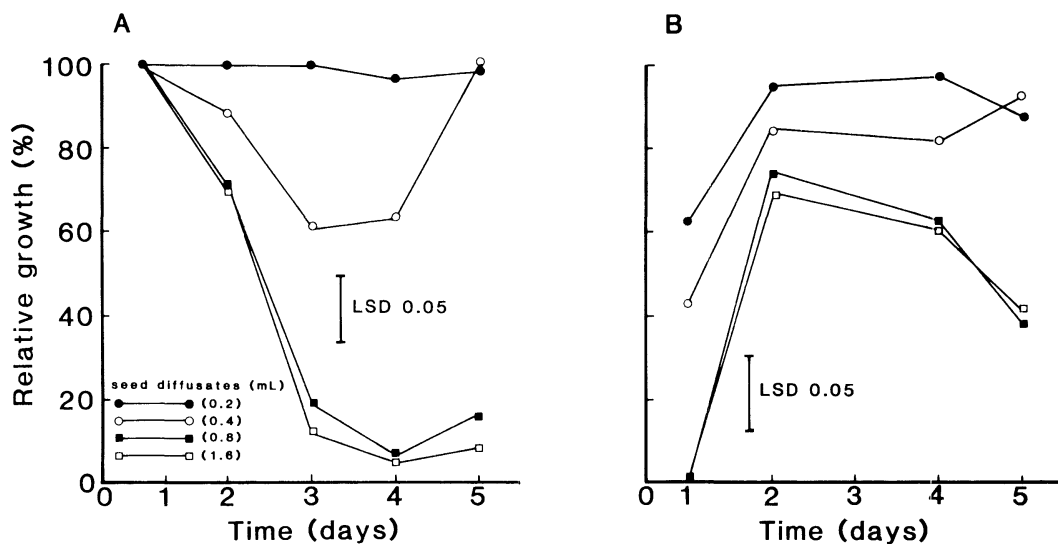 A
B
Relative growth (%)
100
80
60
40
20
0
LSD 0.05
seed diffusates (mL)
(0.2)
(0.4)
(0.8)
(1.6)
0 1 2 3 4 5
Time (days)
LSD 0.05
0 1 2 3 4 5
Time (days)